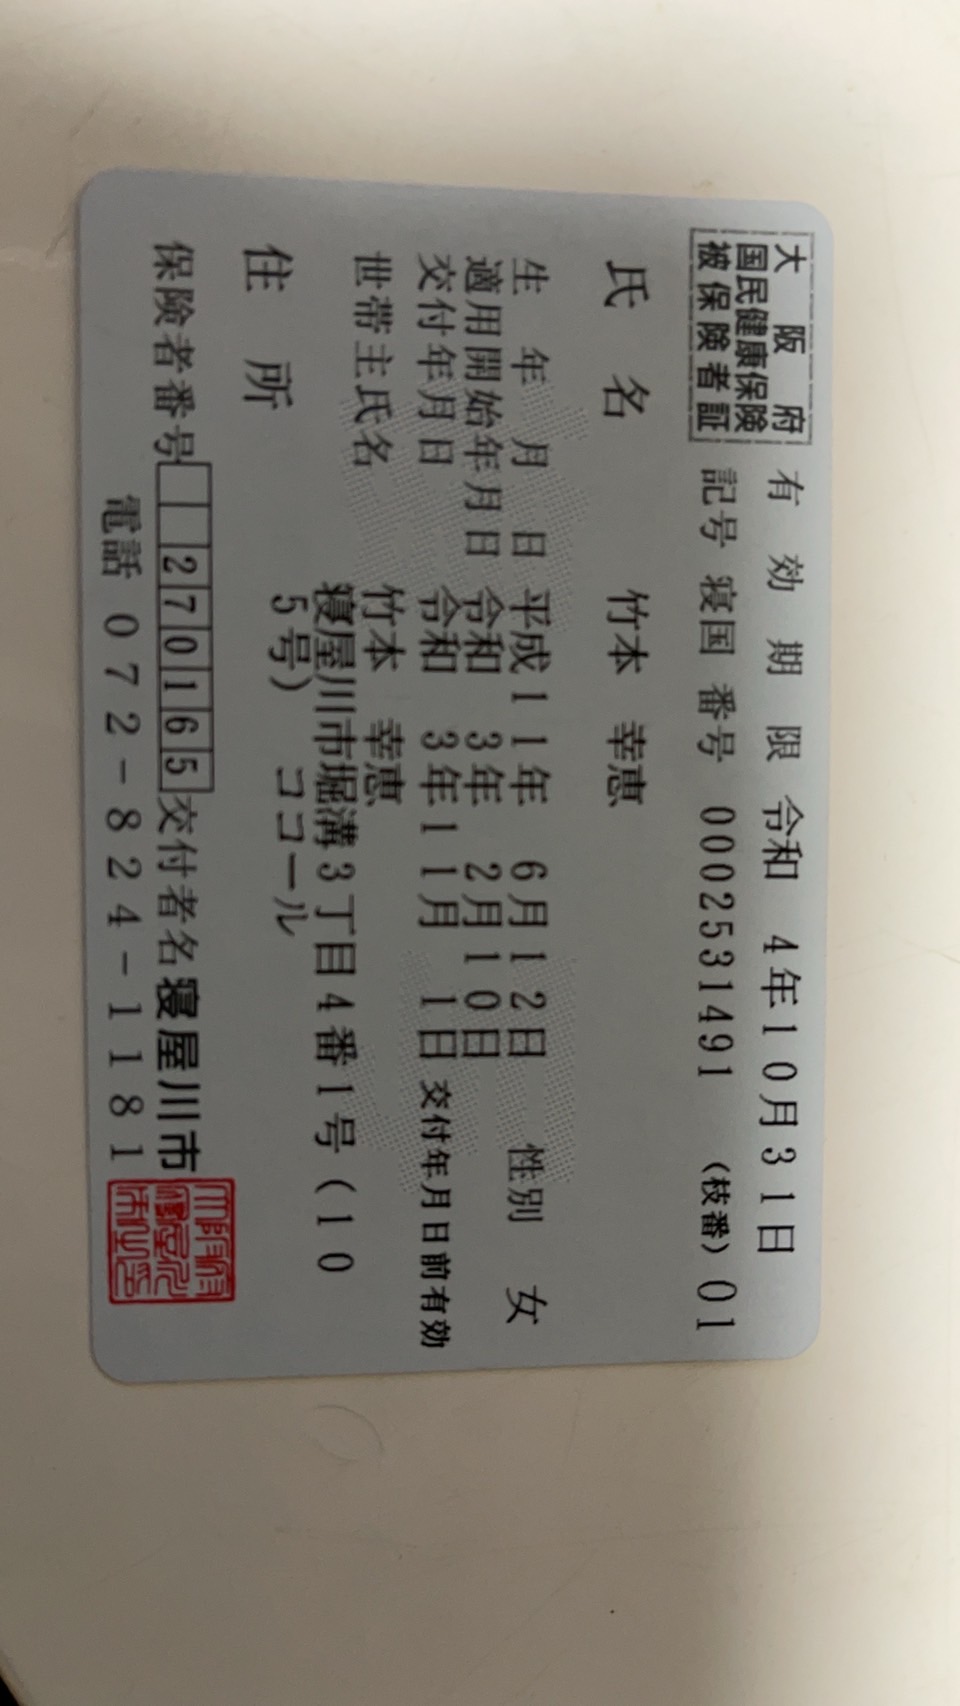 大阪府
国民健康保険
被保険者証
有効期限 令和 4年10月31日
記号 寝国 番号 0002531491 (枝番) 01
氏名 竹本 幸恵
生年月日 平成11年 6月12日 性別 女
適用開始年月日 令和 3年 2月10日
交付年月日 令和 3年11月 1日 交付年月日前有効
世帯主氏名 竹本 幸恵
住所 寝屋川市堀溝3丁目4番1号(10
5号) ココール
保険者番号 270165 交付者名 寝屋川市
電話 072-824-1181